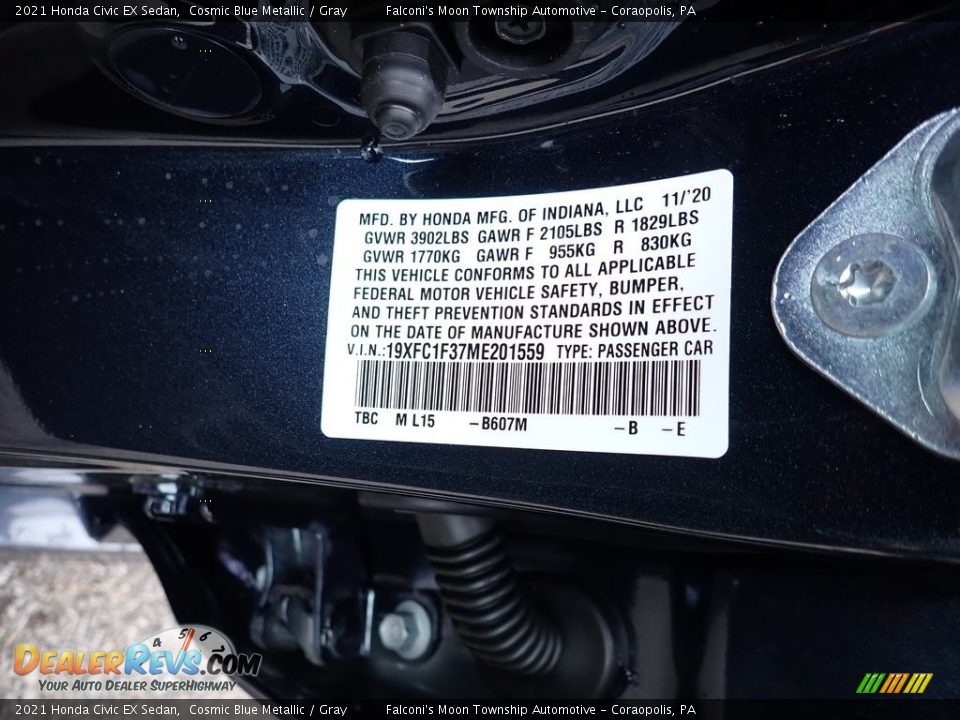 2021 Honda Civic EX Sedan,  Cosmic Blue Metallic / Gray    Falconi's Moon Township Automotive - Coraopolis, PA
MFD. BY HONDA MFG. OF INDIANA, LLC  11/'20
GVWR 3902LBS GAWR F 2105LBS R 1829LBS
GVWR 1770KG GAWR F 955KG R 830KG
THIS VEHICLE CONFORMS TO ALL APPLICABLE
FEDERAL MOTOR VEHICLE SAFETY, BUMPER,
AND THEFT PREVENTION STANDARDS IN EFFECT
ON THE DATE OF MANUFACTURE SHOWN ABOVE.
V.I.N.:19XFC1F37ME201559 TYPE: PASSENGER CAR
TBC M L15 -B607M -B -E
4 5 6
DEALERREVS.COM
YOUR AUTO DEALER SUPERHIGHWAY
2021 Honda Civic EX Sedan,  Cosmic Blue Metallic / Gray    Falconi's Moon Township Automotive - Coraopolis, PA